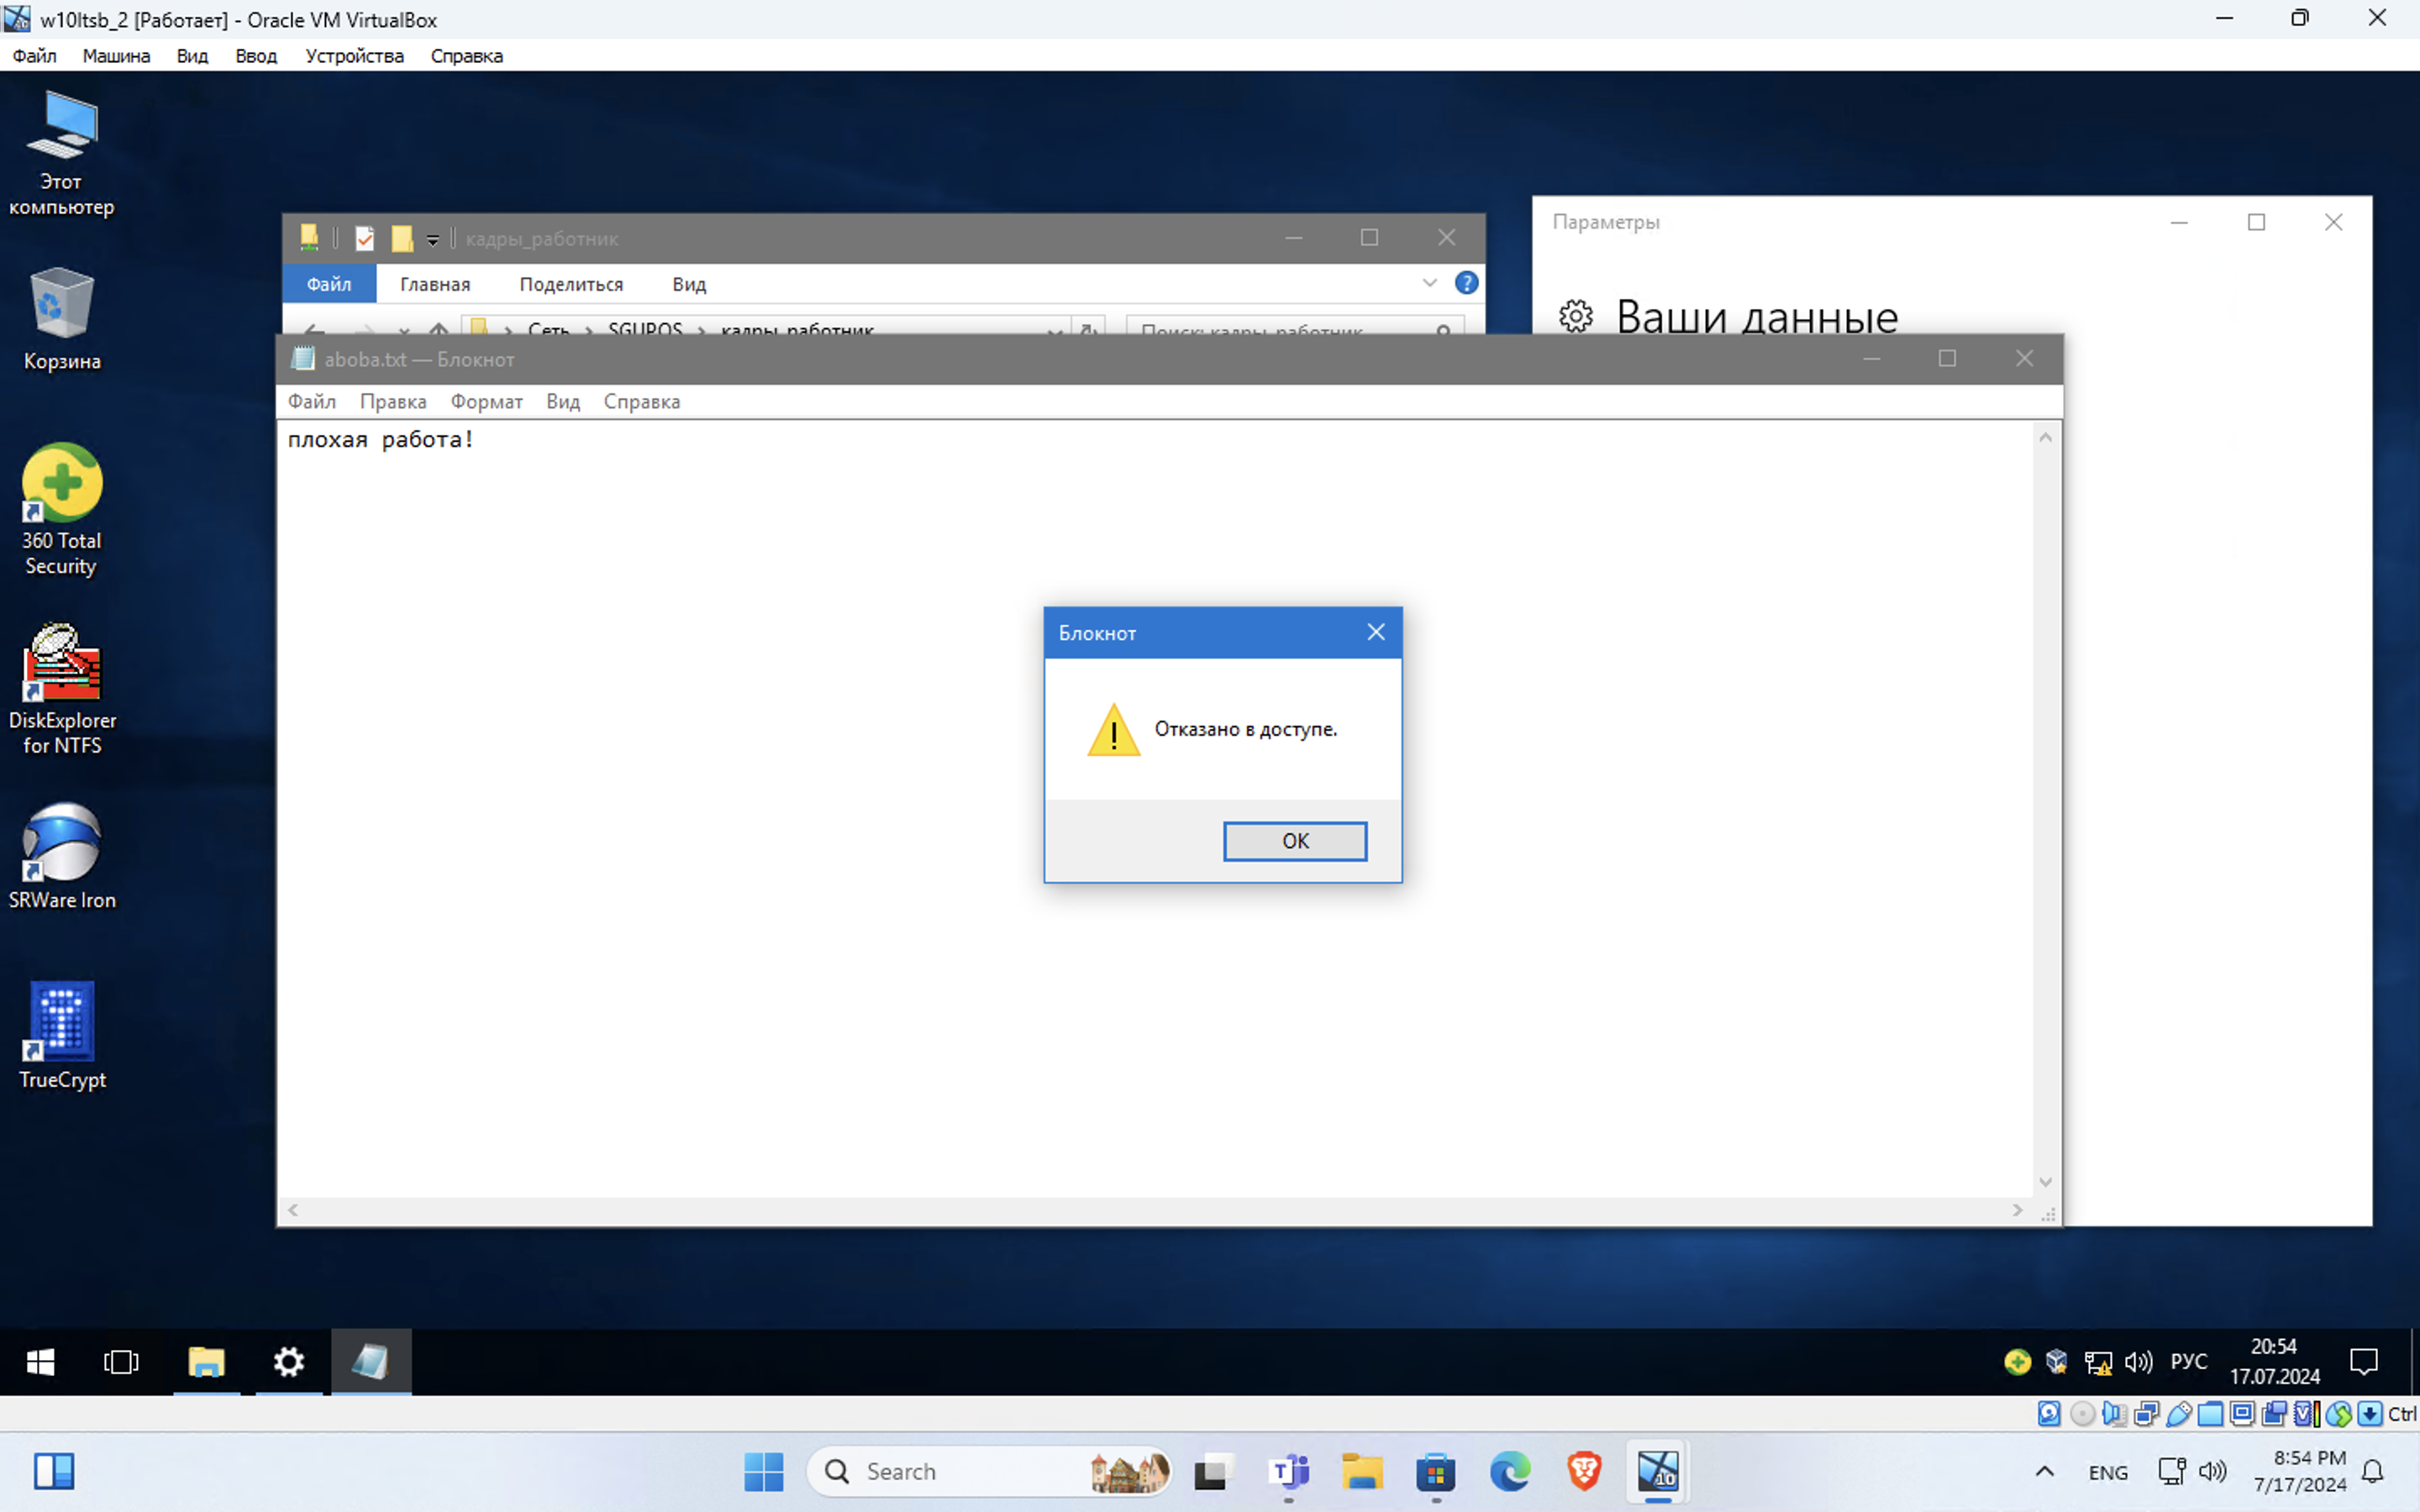 w10ltsb_2 [Работает] - Oracle VM VirtualBox
Файл Машина Вид Ввод Устройства Справка
Этот
компьютер
Корзина
360 Total
Security
DiskExplorer
for NTFS
SRWare Iron
TrueCrypt
кадры_работник
Файл Главная Поделиться Вид
Сеть SGUPOS кадры_работник
Поиск: кадры_работник
Параметры
Ваши данные
aboba.txt — Блокнот
Файл Правка Формат Вид Справка
плохая работа!
Блокнот
Отказано в доступе.
OK
РУС
20:54
17.07.2024
Ctrl
Search
ENG
8:54 PM
7/17/2024